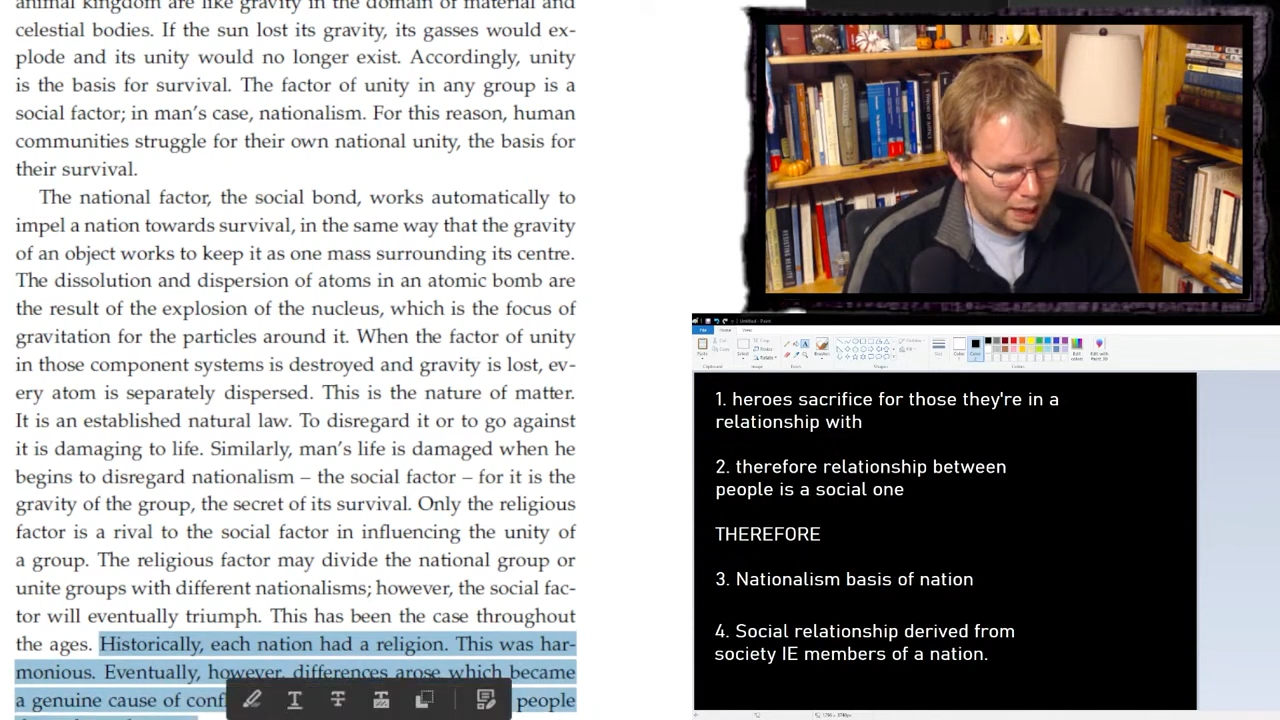 animal kingdom are like gravity in the domain of material and
celestial bodies. If the sun lost its gravity, its gasses would ex-
plode and its unity would no longer exist. Accordingly, unity
is the basis for survival. The factor of unity in any group is a
social factor; in man's case, nationalism. For this reason, human
communities struggle for their own national unity, the basis for
their survival.
The national factor, the social bond, works automatically to
impel a nation towards survival, in the same way that the gravity
of an object works to keep it as one mass surrounding its centre.
The dissolution and dispersion of atoms in an atomic bomb are
the result of the explosion of the nucleus, which is the focus of
gravitation for the particles around it. When the factor of unity
in those component systems is destroyed and gravity is lost, ev-
ery atom is separately dispersed. This is the nature of matter.
It is an established natural law. To disregard it or to go against
it is damaging to life. Similarly, man's life is damaged when he
begins to disregard nationalism – the social factor – for it is the
gravity of the group, the secret of its survival. Only the religious
factor is a rival to the social factor in influencing the unity of
a group. The religious factor may divide the national group or
unite groups with different nationalisms; however, the social fac-
tor will eventually triumph. This has been the case throughout
the ages. Historically, each nation had a religion. This was har-
monious. Eventually, however, differences arose which became
a genuine cause of conf
people
File
Home
View
Paste
Select
Brushes
Clipboard
Image
Shapes
Colors
1. heroes sacrifice for those they're in a
relationship with
2. therefore relationship between
people is a social one
THEREFORE
3. Nationalism basis of nation
4. Social relationship derived from
society IE members of a nation.